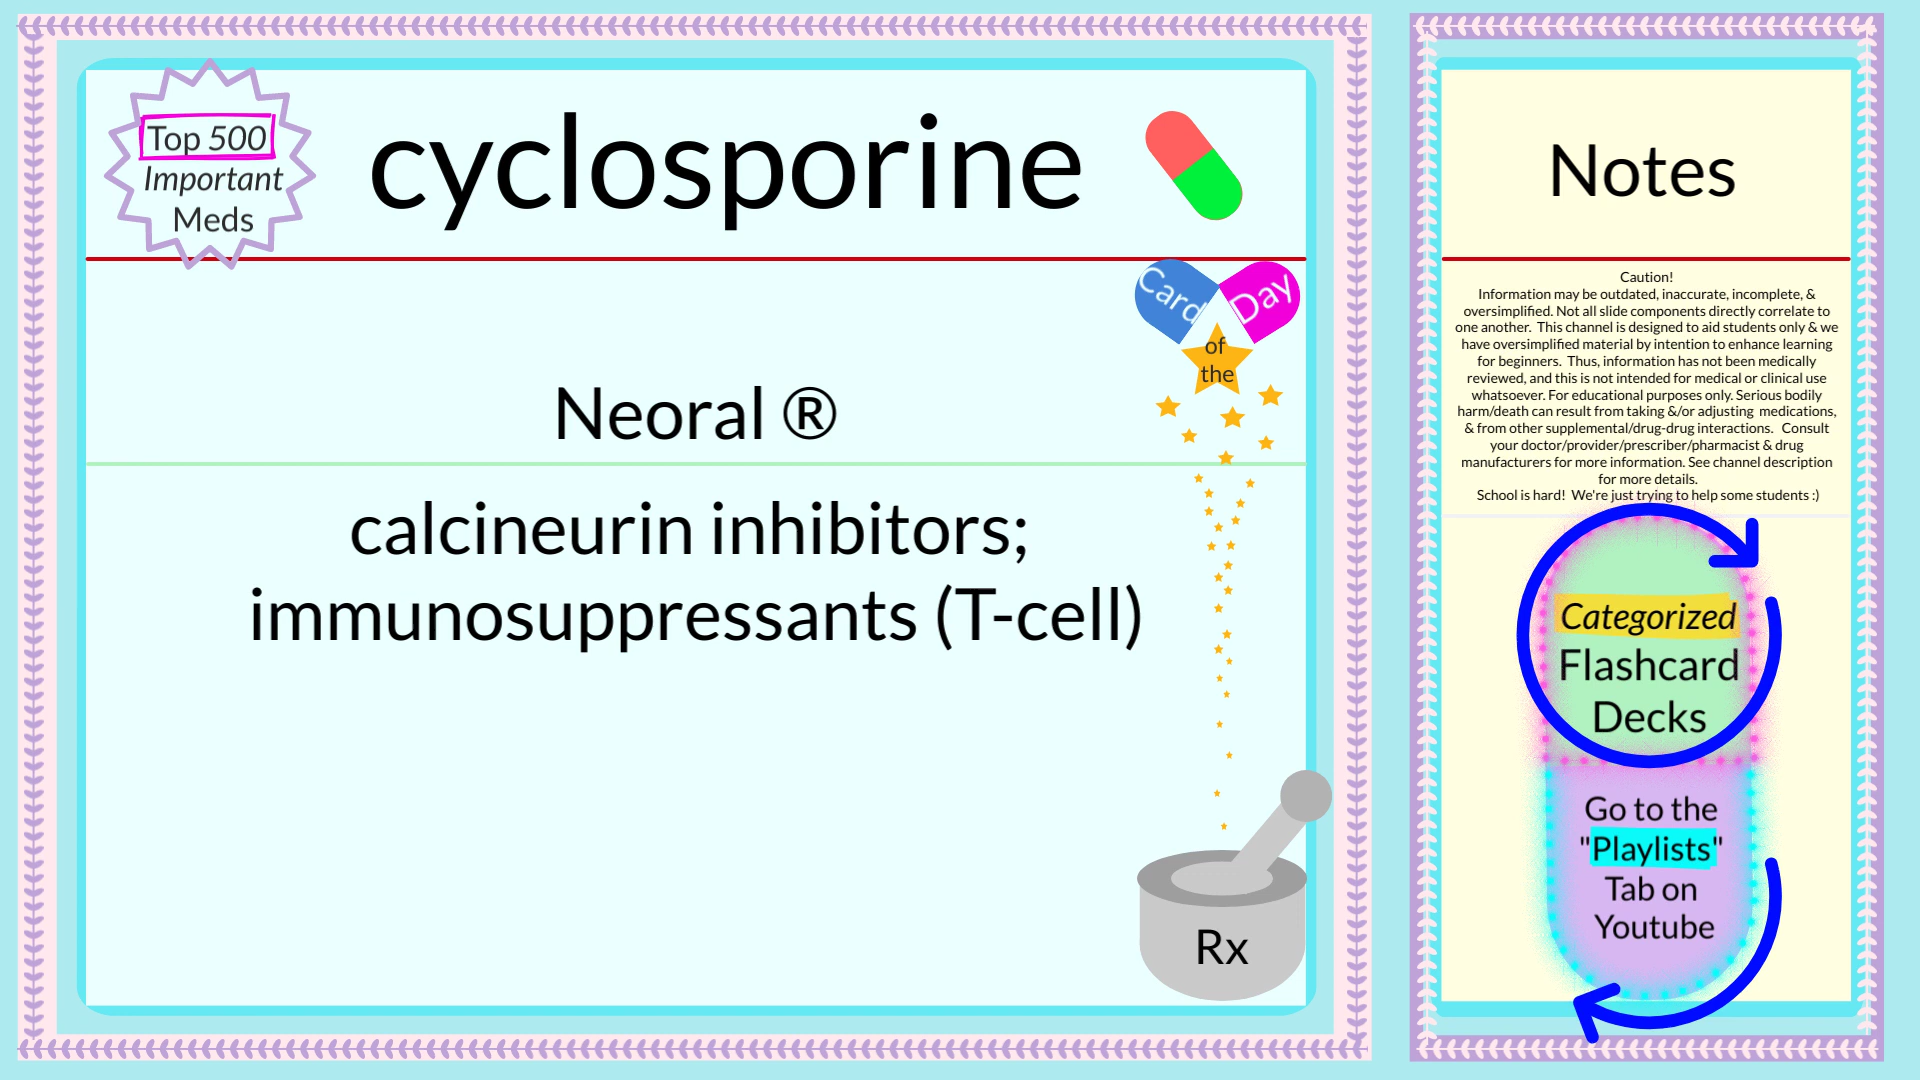 Top 500
Important
Meds
cyclosporine
Card
Day
of
the
Neoral ®
calcineurin inhibitors;
immunosuppressants (T-cell)
Rx
Notes
Caution!
Information may be outdated, inaccurate, incomplete, &
oversimplified. Not all slide components directly correlate to
one another. This channel is designed to aid students only & we
have oversimplified material by intention to enhance learning
for beginners. Thus, information has not been medically
reviewed, and this is not intended for medical or clinical use
whatsoever. For educational purposes only. Serious bodily
harm/death can result from taking &/or adjusting medications,
& from other supplemental/drug-drug interactions. Consult
your doctor/provider/prescriber/pharmacist & drug
manufacturers for more information. See channel description
for more details.
School is hard! We're just trying to help some students :)
Categorized
Flashcard
Decks
Go to the
"Playlists"
Tab on
Youtube